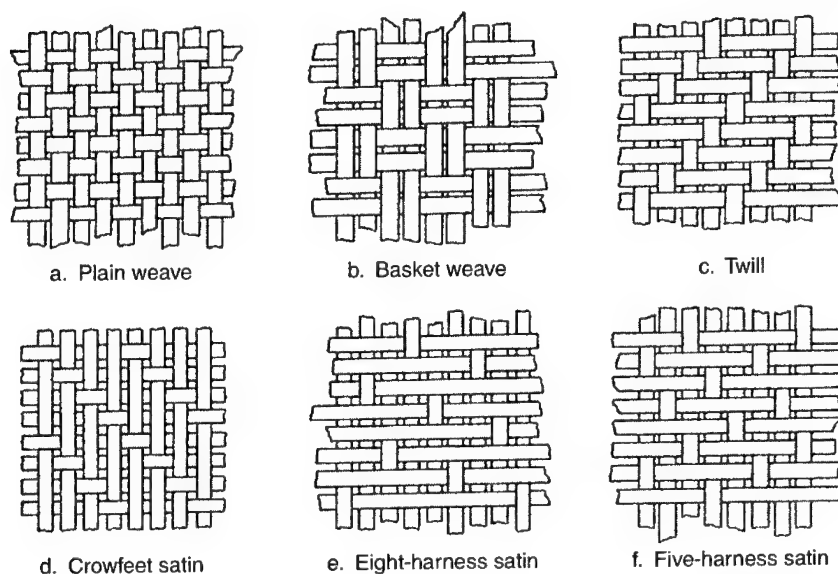 a. Plain weave
b. Basket weave
c. Twill
d. Crowfeet satin
e. Eight-harness satin
f. Five-harness satin